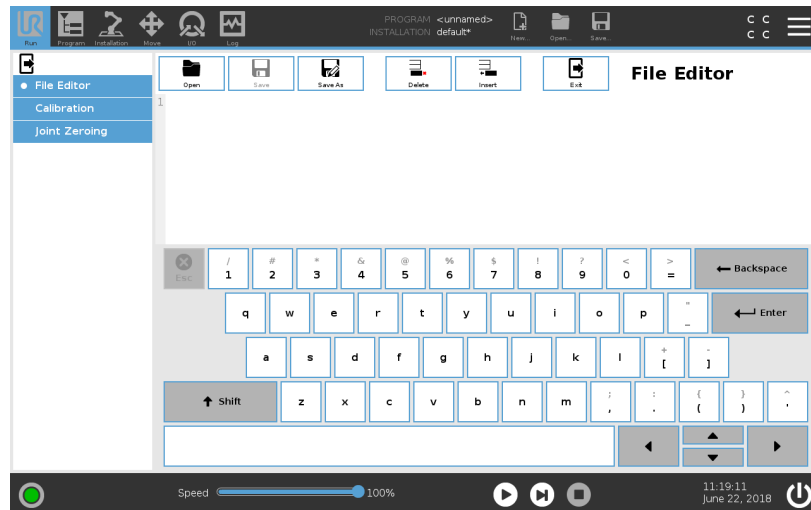 UR
PROGRAM <unnamed>
INSTALLATION default*
Run Program Installation Move I/O Log New... Open... Save...
C C
C C
File Editor
Calibration
Joint Zeroing
Open Save Save As Delete Insert Exit
File Editor
1
Esc
/ # * & @ % $ ! ? < >
1 2 3 4 5 6 7 8 9 0 =
Backspace
q w e r t y u i o p " _
Enter
a s d f g h j k l + [ - ]
Shift
z x c v b n m ; , : . { ( } ) ^ '
Speed 100%
11:19:11
June 22, 2018